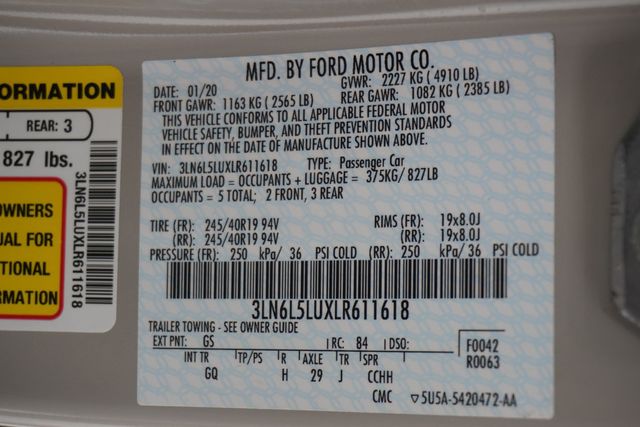 ORMATION
REAR: 3
827 lbs.
OWNERS
UAL FOR
TIONAL
RMATION
3LN6L5LUXLR611618
MFD. BY FORD MOTOR CO.
DATE: 01/20 GVWR: 2227 KG ( 4910 LB)
FRONT GAWR: 1163 KG ( 2565 LB) REAR GAWR: 1082 KG ( 2385 LB)
THIS VEHICLE CONFORMS TO ALL APPLICABLE FEDERAL MOTOR
VEHICLE SAFETY, BUMPER, AND THEFT PREVENTION STANDARDS
IN EFFECT ON THE DATE OF MANUFACTURE SHOWN ABOVE.
VIN: 3LN6L5LUXLR611618 TYPE: Passenger Car
MAXIMUM LOAD = OCCUPANTS + LUGGAGE = 375KG/ 827LB
OCCUPANTS = 5 TOTAL; 2 FRONT, 3 REAR
TIRE (FR): 245/40R19 94V RIMS (FR): 19x8.0J
(RR): 245/40R19 94V (RR): 19x8.0J
PRESSURE (FR): 250 kPa/ 36 PSI COLD (RR): 250 kPa/ 36 PSI COLD
3LN6L5LUXLR611618
TRAILER TOWING - SEE OWNER GUIDE
EXT PNT: GS RC: 84 DSO: F0042
INT TR TP/PS R AXLE TR SPR R0063
GQ H 29 J CCHH
CMC ▽5U5A-5420472-AA